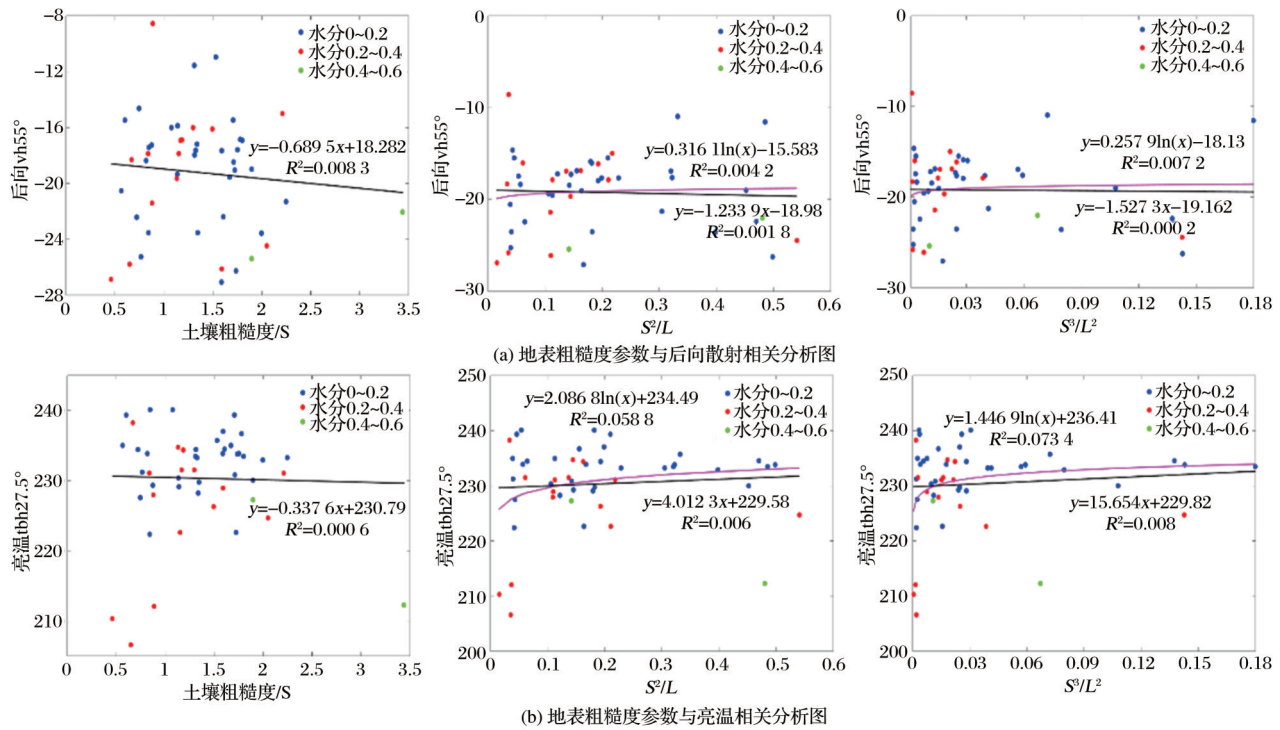 -8
-12
-16
-20
-24
-28
后向vh55°
水分0~0.2
水分0.2~0.4
水分0.4~0.6
y=-0.689 5x+18.282
R²=0.008 3
0 0.5 1 1.5 2 2.5 3 3.5
土壤粗糙度/S
0
-10
-20
-30
后向vh55°
水分0~0.2
水分0.2~0.4
水分0.4~0.6
y=0.316 1ln(x)-15.583
R²=0.004 2
y=-1.233 9x-18.98
R²=0.001 8
0 0.1 0.2 0.3 0.4 0.5 0.6
S²/L
0
-10
-20
-30
后向vh55°
水分0~0.2
水分0.2~0.4
水分0.4~0.6
y=0.257 9ln(x)-18.13
R²=0.007 2
y=-1.527 3x-19.162
R²=0.000 2
0 0.03 0.06 0.09 0.12 0.15 0.18
S³/L²
(a) 地表粗糙度参数与后向散射相关分析图
240
230
220
210
亮温tbh27.5°
水分0~0.2
水分0.2~0.4
水分0.4~0.6
y=-0.337 6x+230.79
R²=0.000 6
0 0.5 1 1.5 2 2.5 3 3.5
土壤粗糙度/S
250
240
230
220
210
200
亮温tbh27.5°
水分0~0.2
水分0.2~0.4
水分0.4~0.6
y=2.086 8ln(x)+234.49
R²=0.058 8
y=4.012 3x+229.58
R²=0.006
0 0.1 0.2 0.3 0.4 0.5 0.6
S²/L
250
240
230
220
210
200
亮温tbh27.5°
水分0~0.2
水分0.2~0.4
水分0.4~0.6
y=1.446 9ln(x)+236.41
R²=0.073 4
y=15.654x+229.82
R²=0.008
0 0.03 0.06 0.09 0.12 0.15 0.18
S³/L²
(b) 地表粗糙度参数与亮温相关分析图